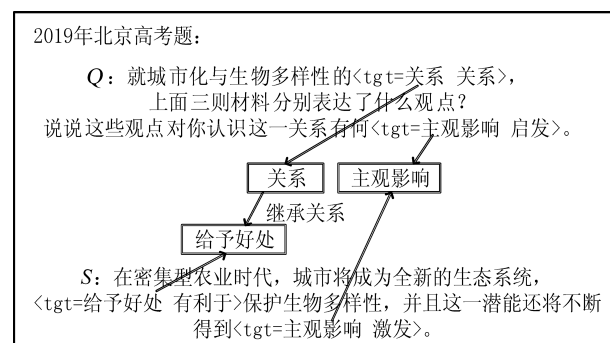 2019年北京高考题：
Q：就城市化与生物多样性的<tgt=关系 关系>，
上面三则材料分别表达了什么观点？
说说这些观点对你认识这一关系有何<tgt=主观影响 启发>。
关系 主观影响
继承关系
给予好处
S：在密集型农业时代，城市将成为全新的生态系统，
<tgt=给予好处 有利于>保护生物多样性，并且这一潜能还将不断
得到<tgt=主观影响 激发>。